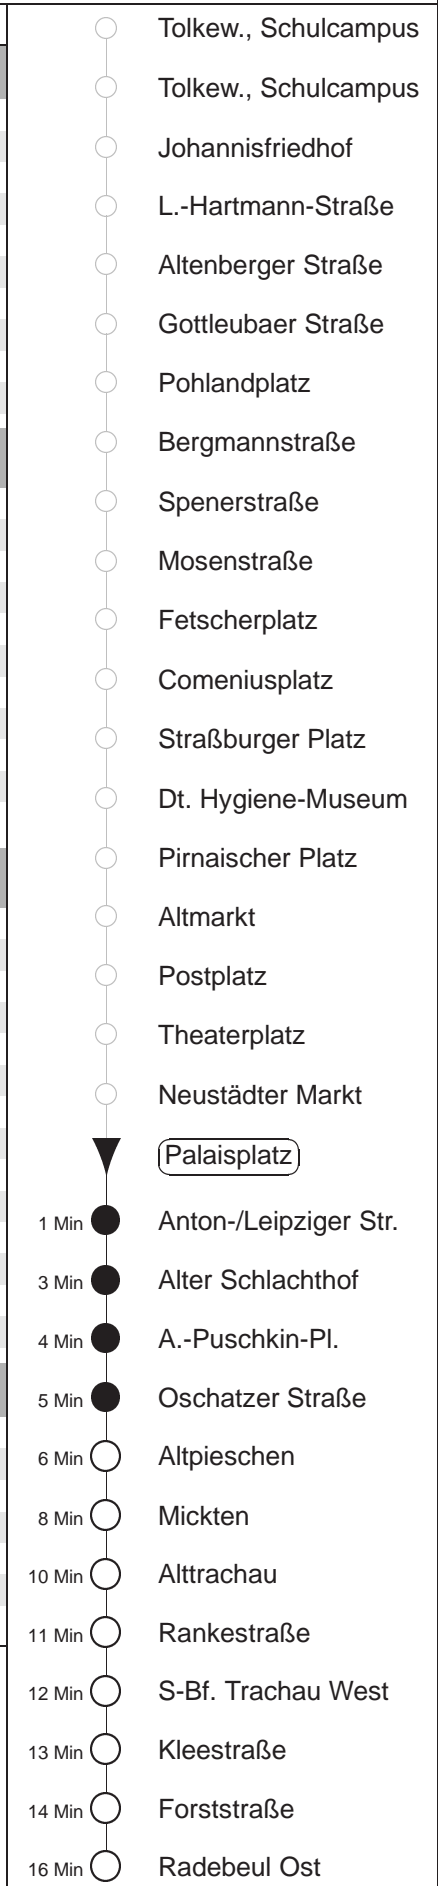 Tolkew., Schulcampus
Tolkew., Schulcampus
Johannisfriedhof
L.-Hartmann-Straße
Altenberger Straße
Gottleubaer Straße
Pohlandplatz
Bergmannstraße
Spenerstraße
Mosenstraße
Fetscherplatz
Comeniusplatz
Straßburger Platz
Dt. Hygiene-Museum
Pirnaischer Platz
Altmarkt
Postplatz
Theaterplatz
Neustädter Markt
Palaisplatz
1 Min Anton-/Leipziger Str.
3 Min Alter Schlachthof
4 Min A.-Puschkin-Pl.
5 Min Oschatzer Straße
6 Min Altpieschen
8 Min Mickten
10 Min Alttrachau
11 Min Rankestraße
12 Min S-Bf. Trachau West
13 Min Kleestraße
14 Min Forststraße
16 Min Radebeul Ost